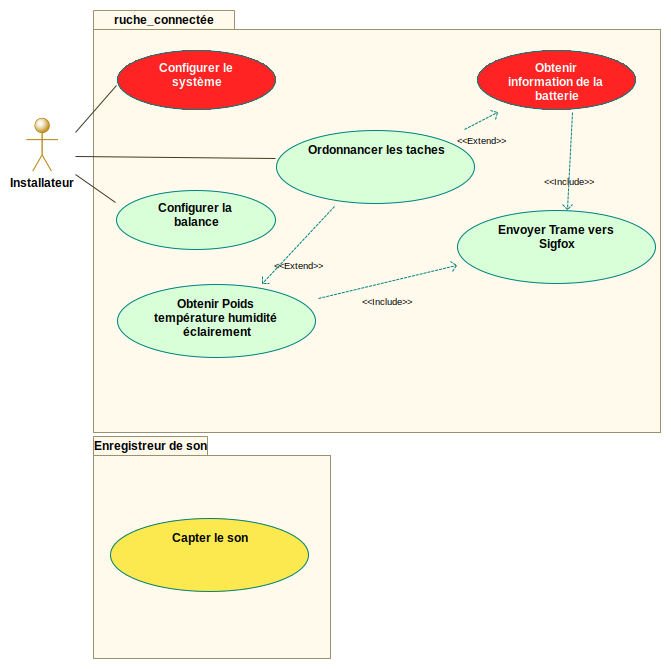 ruche_connectée
Configurer le
système
Obtenir
information de la
batterie
<<Extend>>
Ordonnancer les taches
Installateur
<<Include>>
Configurer la
balance
Envoyer Trame vers
Sigfox
<<Extend>>
Obtenir Poids
température humidité
éclairement
<<Include>>
Enregistreur de son
Capter le son